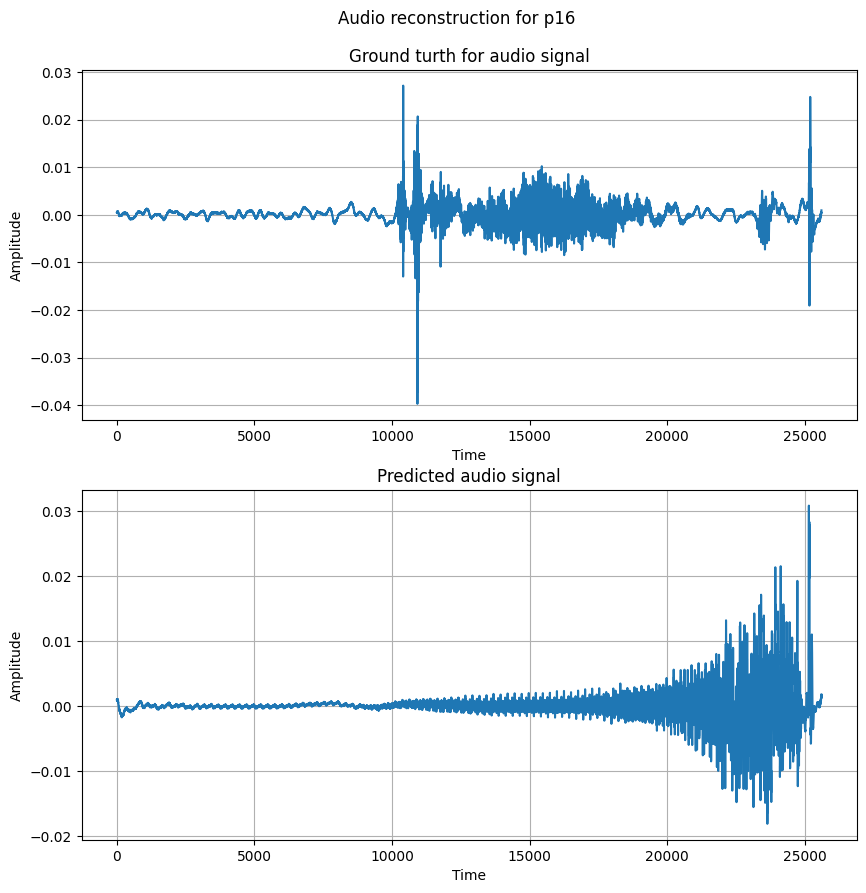 Audio reconstruction for p16
Ground turth for audio signal
0.03
0.02
0.01
0.00
−0.01
−0.02
−0.03
−0.04
Amplitude
0 5000 10000 15000 20000 25000
Time
Predicted audio signal
0.03
0.02
0.01
0.00
−0.01
−0.02
Amplitude
0 5000 10000 15000 20000 25000
Time